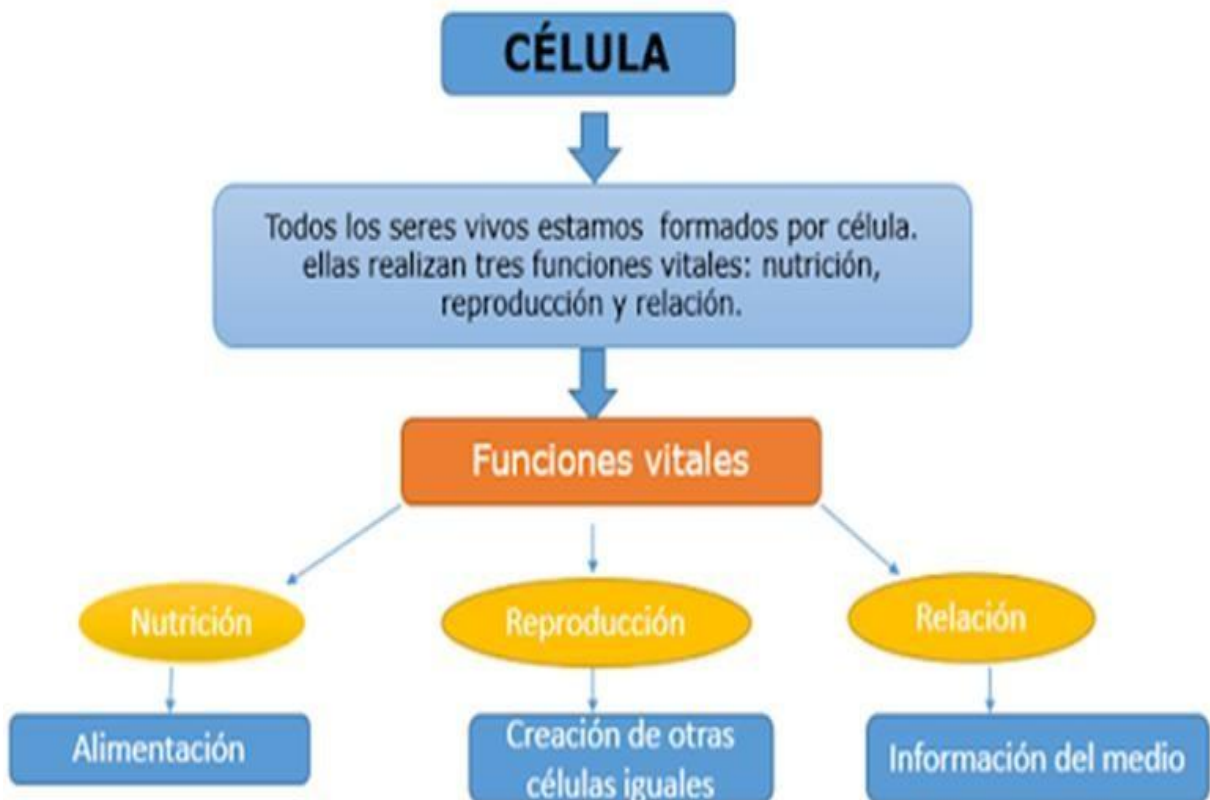 CÉLULA
Todos los seres vivos estamos formados por célula.
ellas realizan tres funciones vitales: nutrición,
reproducción y relación.
Funciones vitales
Nutrición
Reproducción
Relación
Alimentación
Creación de otras
células iguales
Información del medio